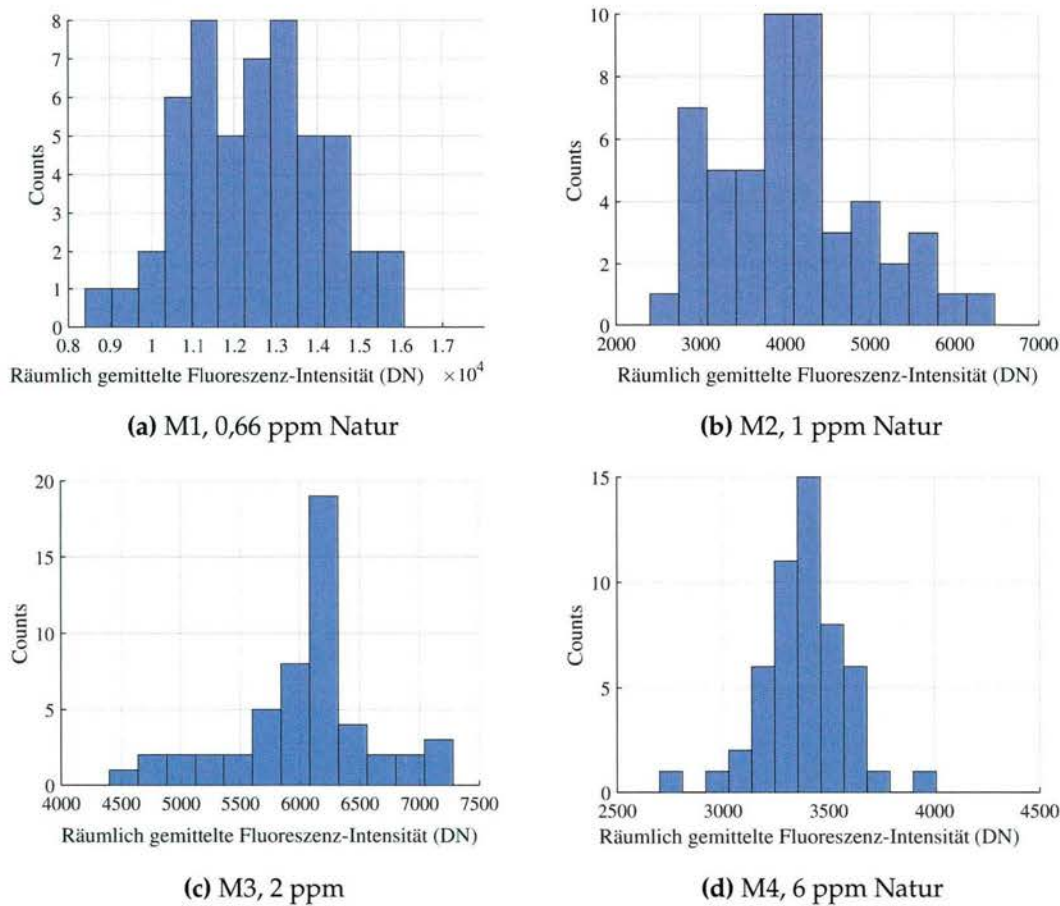 8
7
6
5
4
3
2
1
0
Counts
0.8 0.9 1 1.1 1.2 1.3 1.4 1.5 1.6 1.7
Räumlich gemittelte Fluoreszenz-Intensität (DN) ×10⁴
(a) M1, 0,66 ppm Natur
10
8
6
4
2
0
Counts
2000 3000 4000 5000 6000 7000
Räumlich gemittelte Fluoreszenz-Intensität (DN)
(b) M2, 1 ppm Natur
20
15
10
5
0
Counts
4000 4500 5000 5500 6000 6500 7000 7500
Räumlich gemittelte Fluoreszenz-Intensität (DN)
(c) M3, 2 ppm
15
10
5
0
Counts
2500 3000 3500 4000 4500
Räumlich gemittelte Fluoreszenz-Intensität (DN)
(d) M4, 6 ppm Natur